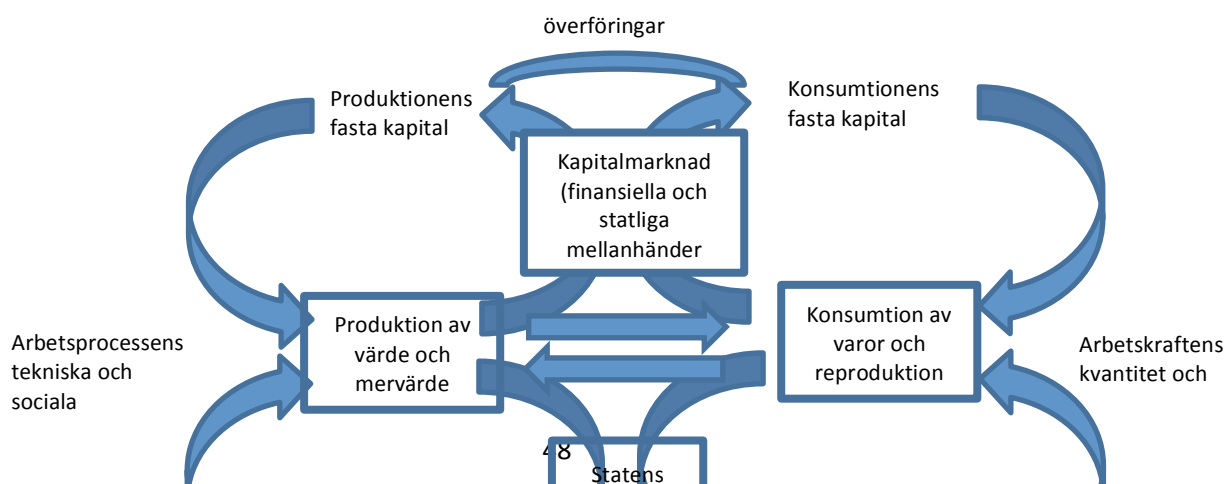 överföringar
Produktionens
fasta kapital
Konsumtionens
fasta kapital
Kapitalmarknad
(finansiella och
statliga
mellanhänder
Arbetsprocessens
tekniska och
sociala
Produktion av
värde och
mervärde
Konsumtion av
varor och
reproduktion
Arbetskraftens
kvantitet och
48
Statens